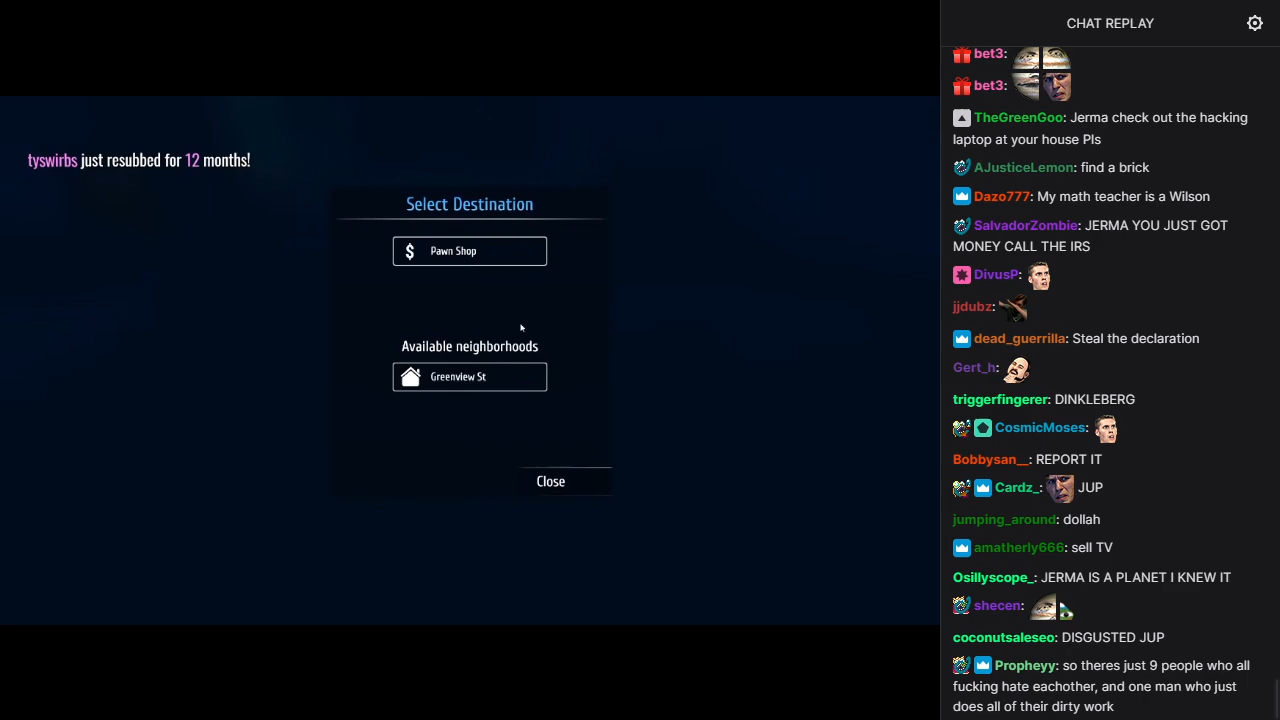 tyswirbs just resubbed for 12 months!
Select Destination
$ Pawn Shop
Available neighborhoods
Greenview St
Close
CHAT REPLAY
bet3:
bet3:
TheGreenGoo: Jerma check out the hacking
laptop at your house Pls
AJusticeLemon: find a brick
Dazo777: My math teacher is a Wilson
SalvadorZombie: JERMA YOU JUST GOT
MONEY CALL THE IRS
DivusP:
jjdubz:
dead_guerrilla: Steal the declaration
Gert_h:
triggerfingerer: DINKLEBERG
CosmicMoses:
Bobbysan__: REPORT IT
Cardz_: JUP
jumping_around: dollah
amatherly666: sell TV
Osillyscope_: JERMA IS A PLANET I KNEW IT
shecen:
coconutsaleseo: DISGUSTED JUP
Propheyy: so theres just 9 people who all
fucking hate eachother, and one man who just
does all of their dirty work